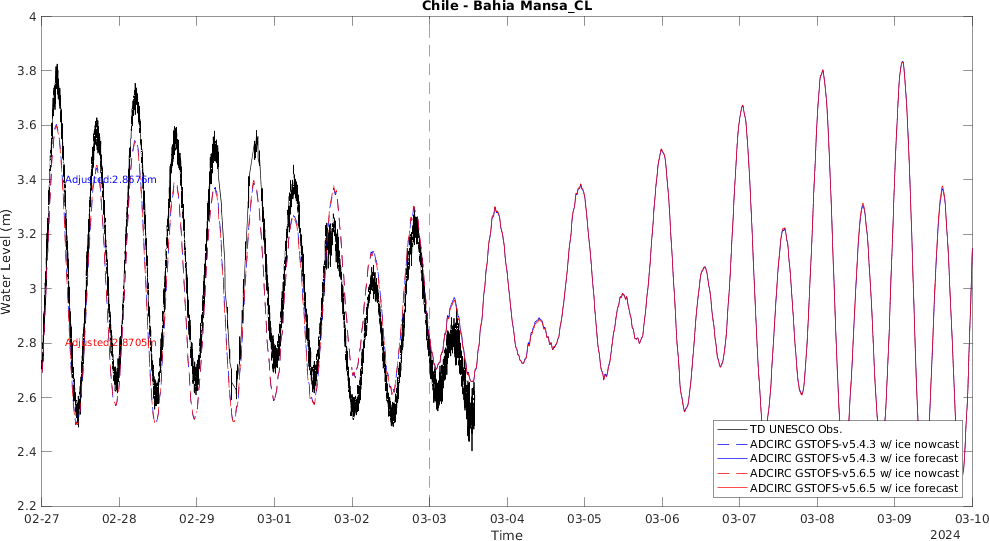 Chile - Bahia Mansa_CL
4
3.8
3.6
3.4
3.2
3
2.8
2.6
2.4
2.2
Water Level (m)
Adjusted:2.8676m
Adjusted:2.8705m
TD UNESCO Obs.
ADCIRC GSTOFS-v5.4.3 w/ ice nowcast
ADCIRC GSTOFS-v5.4.3 w/ ice forecast
ADCIRC GSTOFS-v5.6.5 w/ ice nowcast
ADCIRC GSTOFS-v5.6.5 w/ ice forecast
02-27 02-28 02-29 03-01 03-02 03-03 03-04 03-05 03-06 03-07 03-08 03-09 03-10
Time
2024